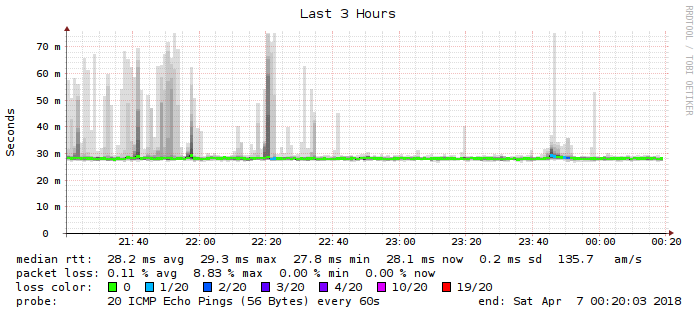 Last 3 Hours
RRDTOOL / TOBI OETIKER
Seconds
70 m
60 m
50 m
40 m
30 m
20 m
10 m
0
21:40 22:00 22:20 22:40 23:00 23:20 23:40 00:00 00:20
median rtt: 28.2 ms avg 29.3 ms max 27.8 ms min 28.1 ms now 0.2 ms sd 135.7 am/s
packet loss: 0.11 % avg 8.83 % max 0.00 % min 0.00 % now
loss color: 0 1/20 2/20 3/20 4/20 10/20 19/20
probe: 20 ICMP Echo Pings (56 Bytes) every 60s end: Sat Apr 7 00:20:03 2018